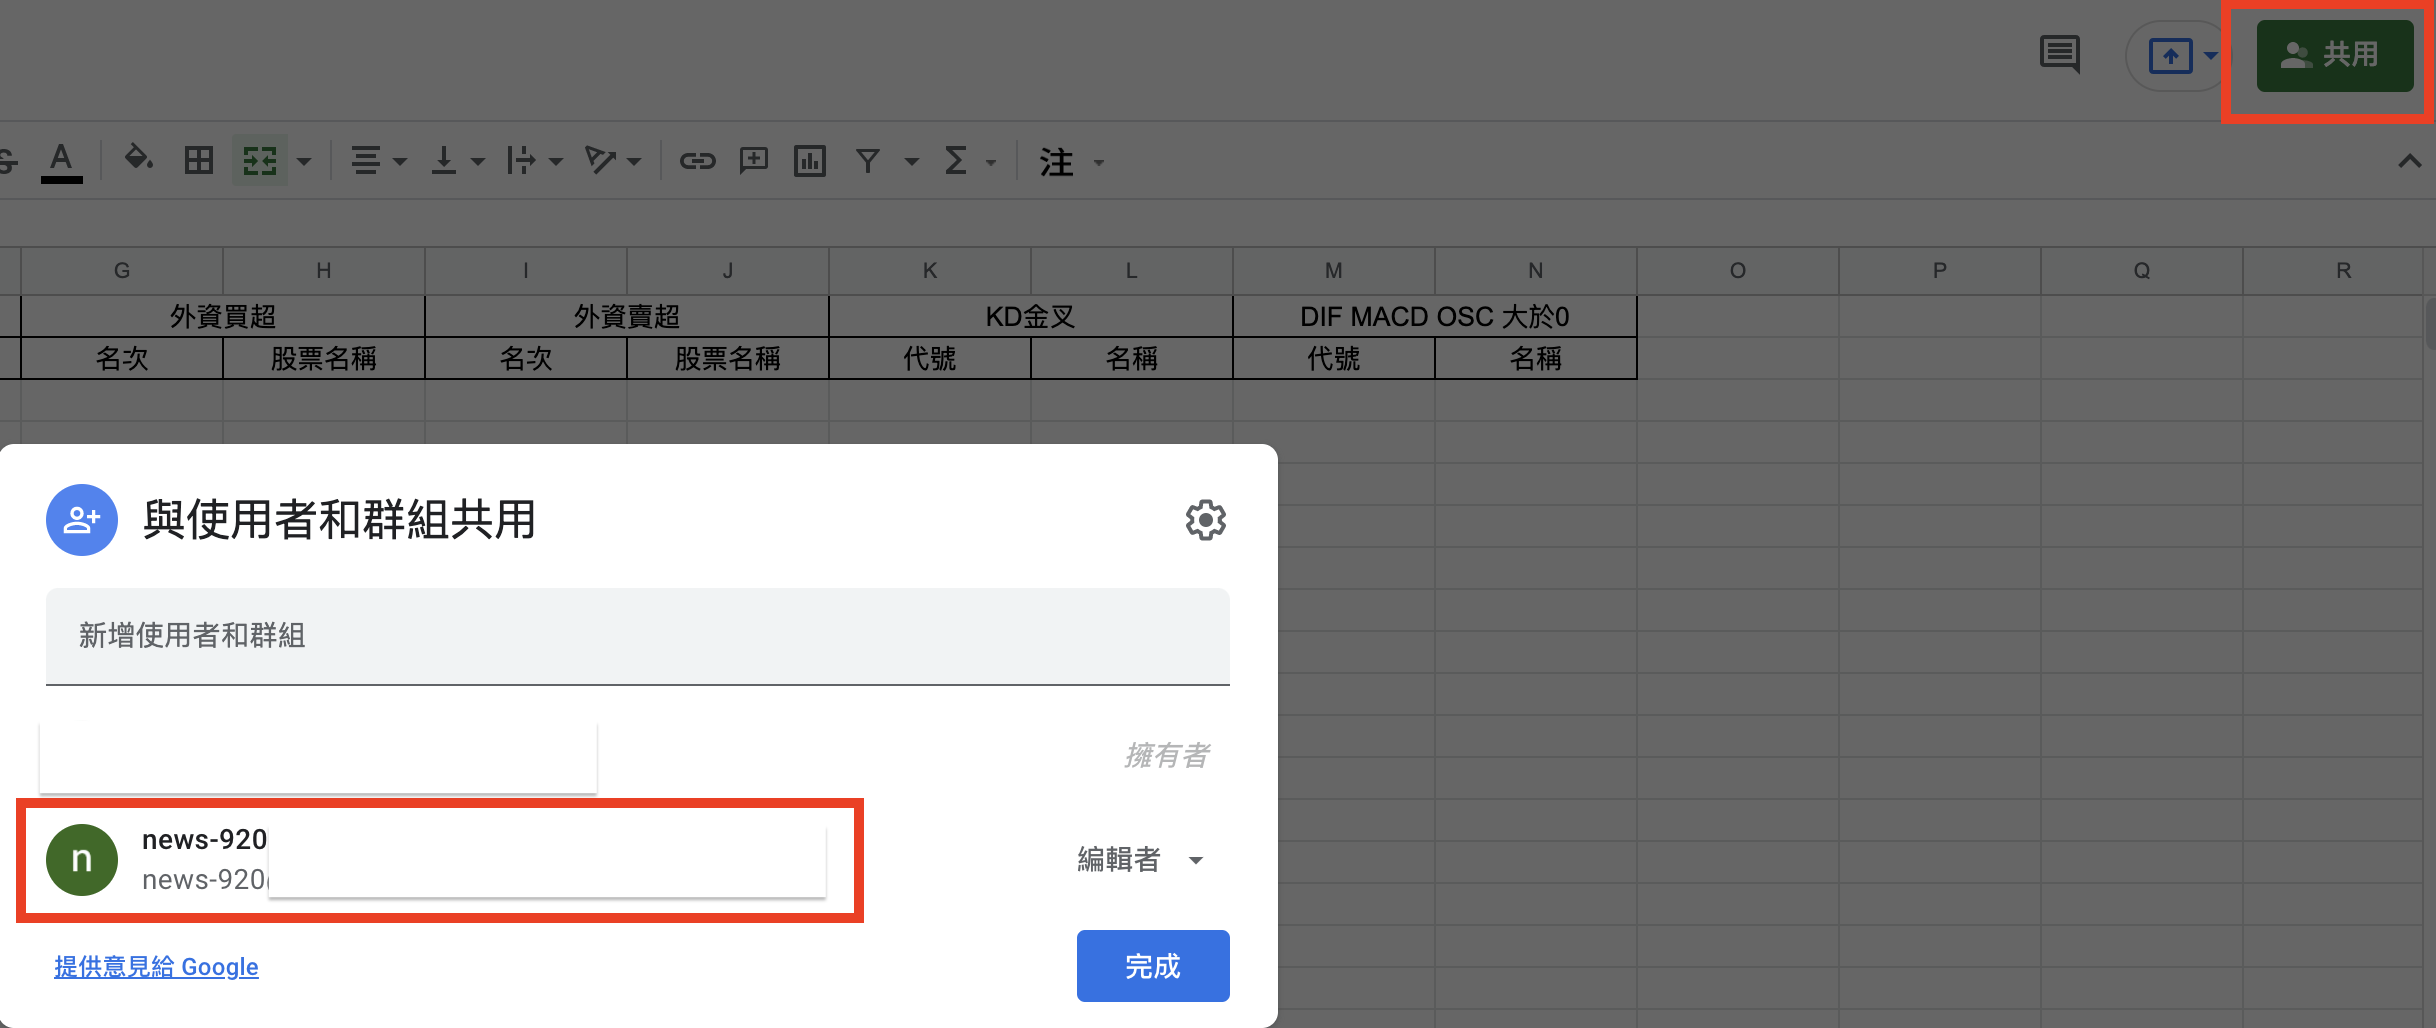 共用
A
注
G H I J K L M N O P Q R
外資買超 外資賣超 KD金叉 DIF MACD OSC 大於0
名次 股票名稱 名次 股票名稱 代號 名稱 代號 名稱
與使用者和群組共用
新增使用者和群組
擁有者
n
news-920
編輯者
news-920
提供意見給 Google
完成